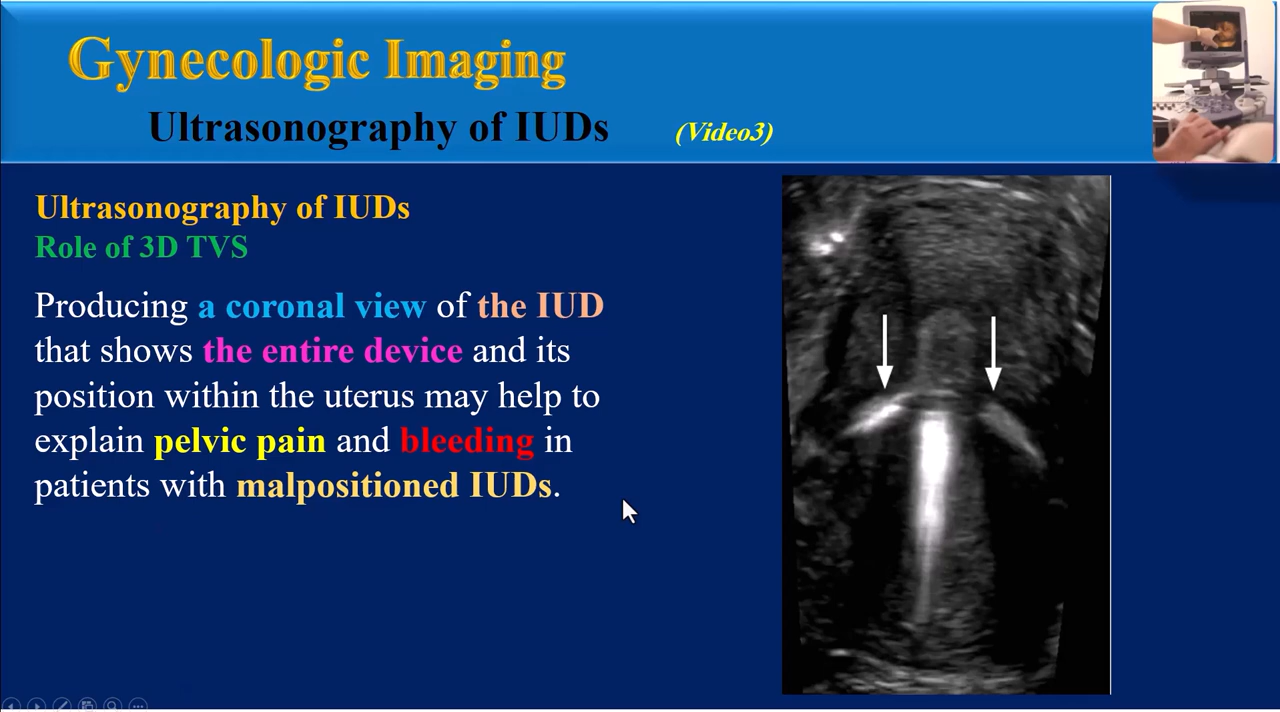 Gynecologic Imaging
Ultrasonography of IUDs (Video3)
Ultrasonography of IUDs
Role of 3D TVS
Producing a coronal view of the IUD
that shows the entire device and its
position within the uterus may help to
explain pelvic pain and bleeding in
patients with malpositioned IUDs.